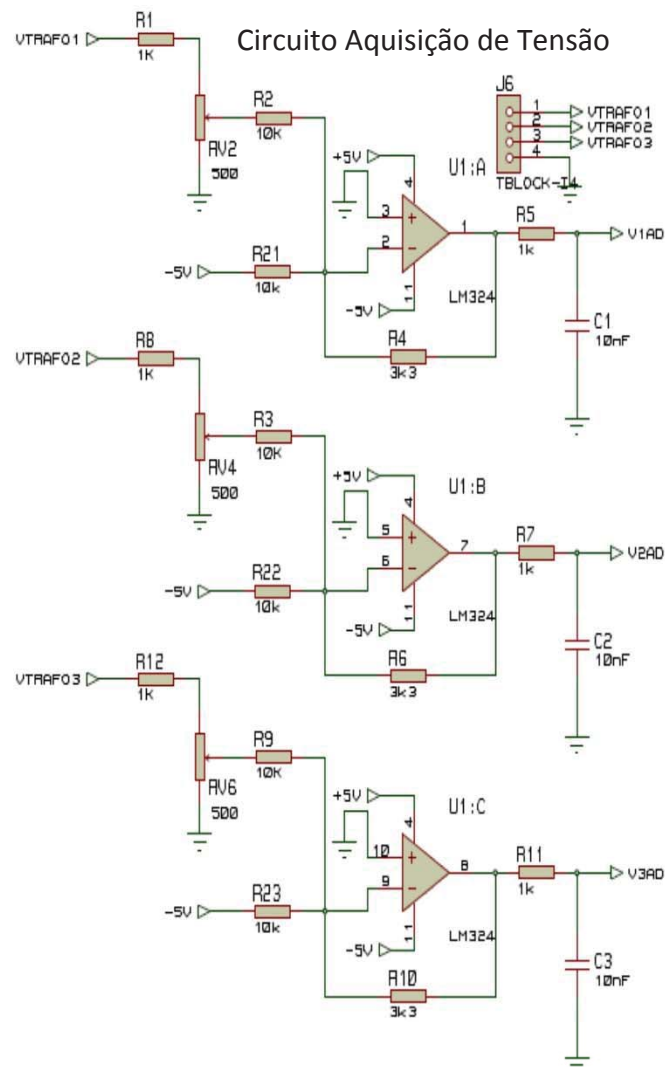 Circuito Aquisição de Tensão
VTRAFO1
R1
1K
RV2
500
R2
10K
-5V
R21
10k
+5V
U1:A
3
2
4
1
11
-5V
LM324
R4
3k3
R5
1k
V1AD
C1
10nF
J6
1
2
3
4
VTRAFO1
VTRAFO2
VTRAFO3
TBLOCK-I4
VTRAFO2
R8
1K
RV4
500
R3
10K
-5V
R22
10k
+5V
U1:B
5
6
4
7
11
-5V
LM324
R6
3k3
R7
1k
V2AD
C2
10nF
VTRAFO3
R12
1K
RV6
500
R9
10K
-5V
R23
10k
+5V
U1:C
10
9
4
8
11
-5V
LM324
R10
3k3
R11
1k
V3AD
C3
10nF